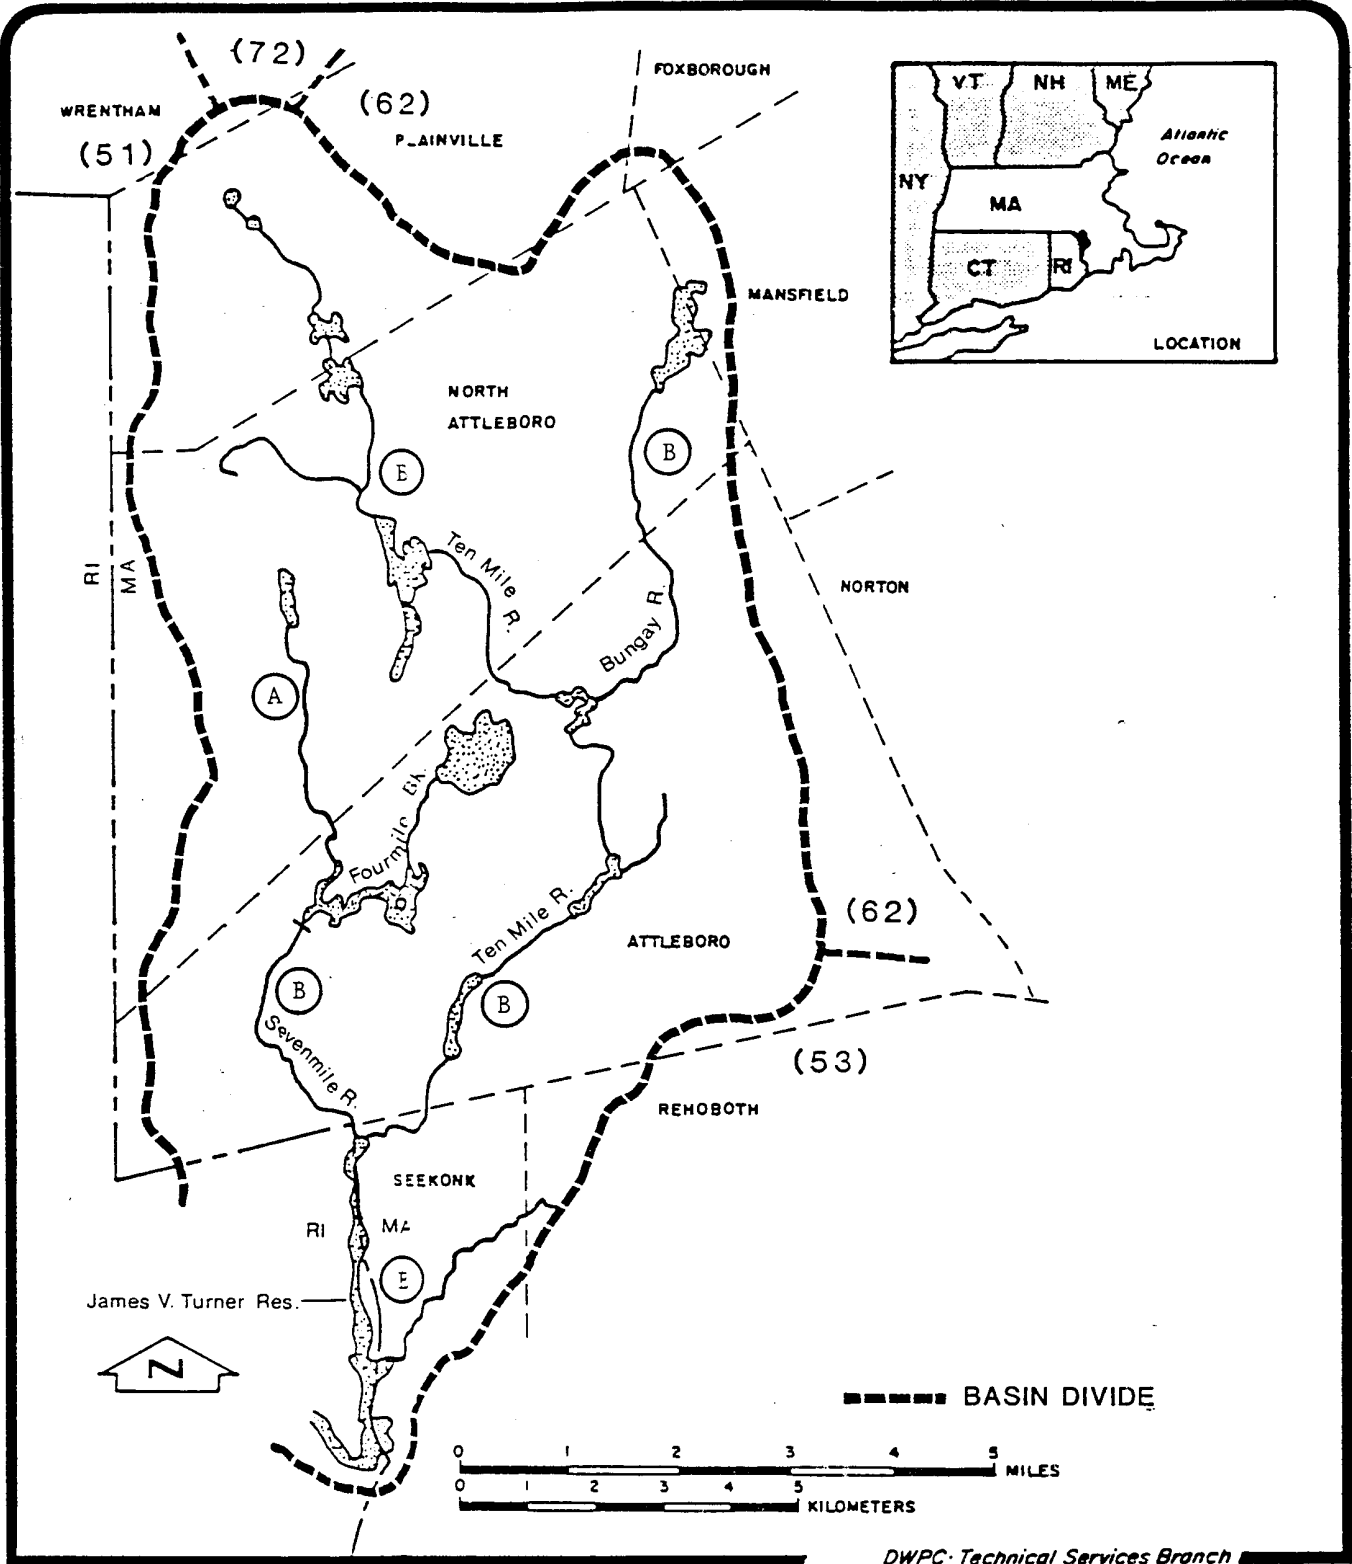 (72)
FOXBOROUGH
WRENTHAM
(62)
PLAINVILLE
(51)
VT
NH
ME
Atlantic
Ocean
NY
MA
CT
RI
LOCATION
MANSFIELD
NORTH
ATTLEBORO
B
E
Ten Mile R.
RI
MA
NORTON
Bungay R.
A
Fourmile Bk.
Ten Mile R.
(62)
ATTLEBORO
B
B
Sevenmile R.
(53)
REHOBOTH
SEEKONK
RI
MA
E
James V. Turner Res.
N
BASIN DIVIDE
0 1 2 3 4 5
MILES
0 1 2 3 4 5
KILOMETERS
DWPC· Technical Services Branch